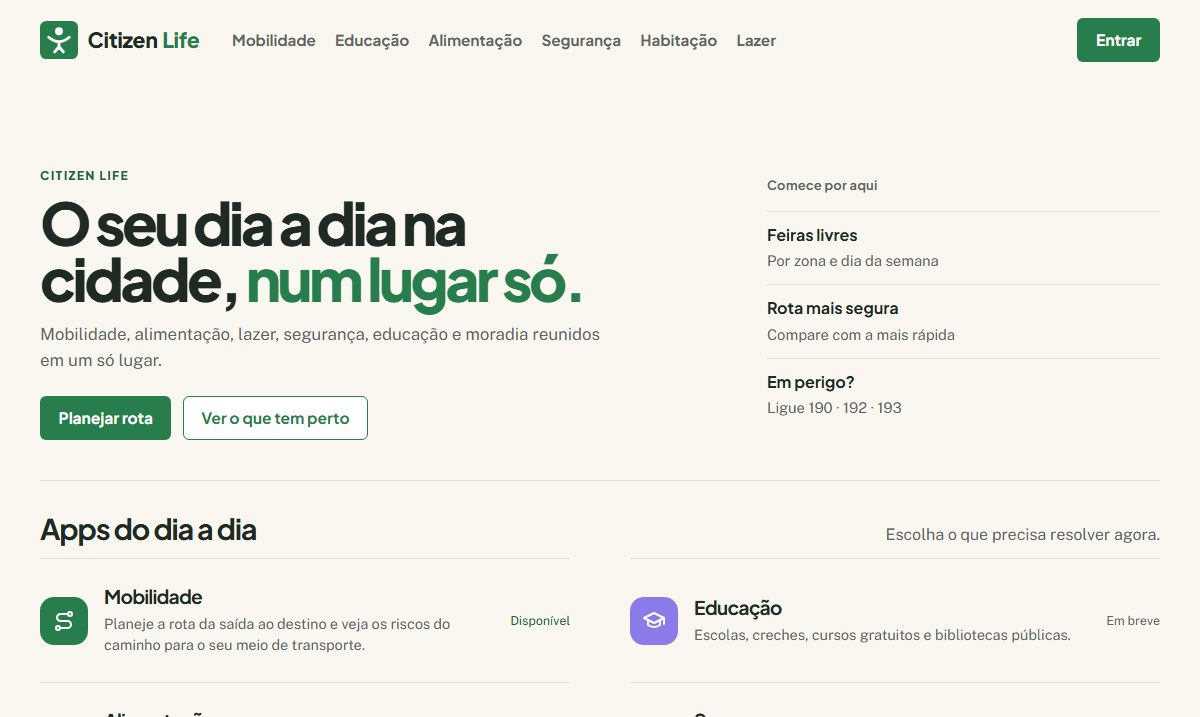 Citizen Life
Mobilidade Educação Alimentação Segurança Habitação Lazer
Entrar
CITIZEN LIFE
O seu dia a dia na
cidade, num lugar só.
Mobilidade, alimentação, lazer, segurança, educação e moradia reunidos
em um só lugar.
Planejar rota
Ver o que tem perto
Comece por aqui
Feiras livres
Por zona e dia da semana
Rota mais segura
Compare com a mais rápida
Em perigo?
Ligue 190 · 192 · 193
Apps do dia a dia
Escolha o que precisa resolver agora.
Mobilidade
Planeje a rota da saída ao destino e veja os riscos do
caminho para o seu meio de transporte.
Disponível
Educação
Escolas, creches, cursos gratuitos e bibliotecas públicas.
Em breve